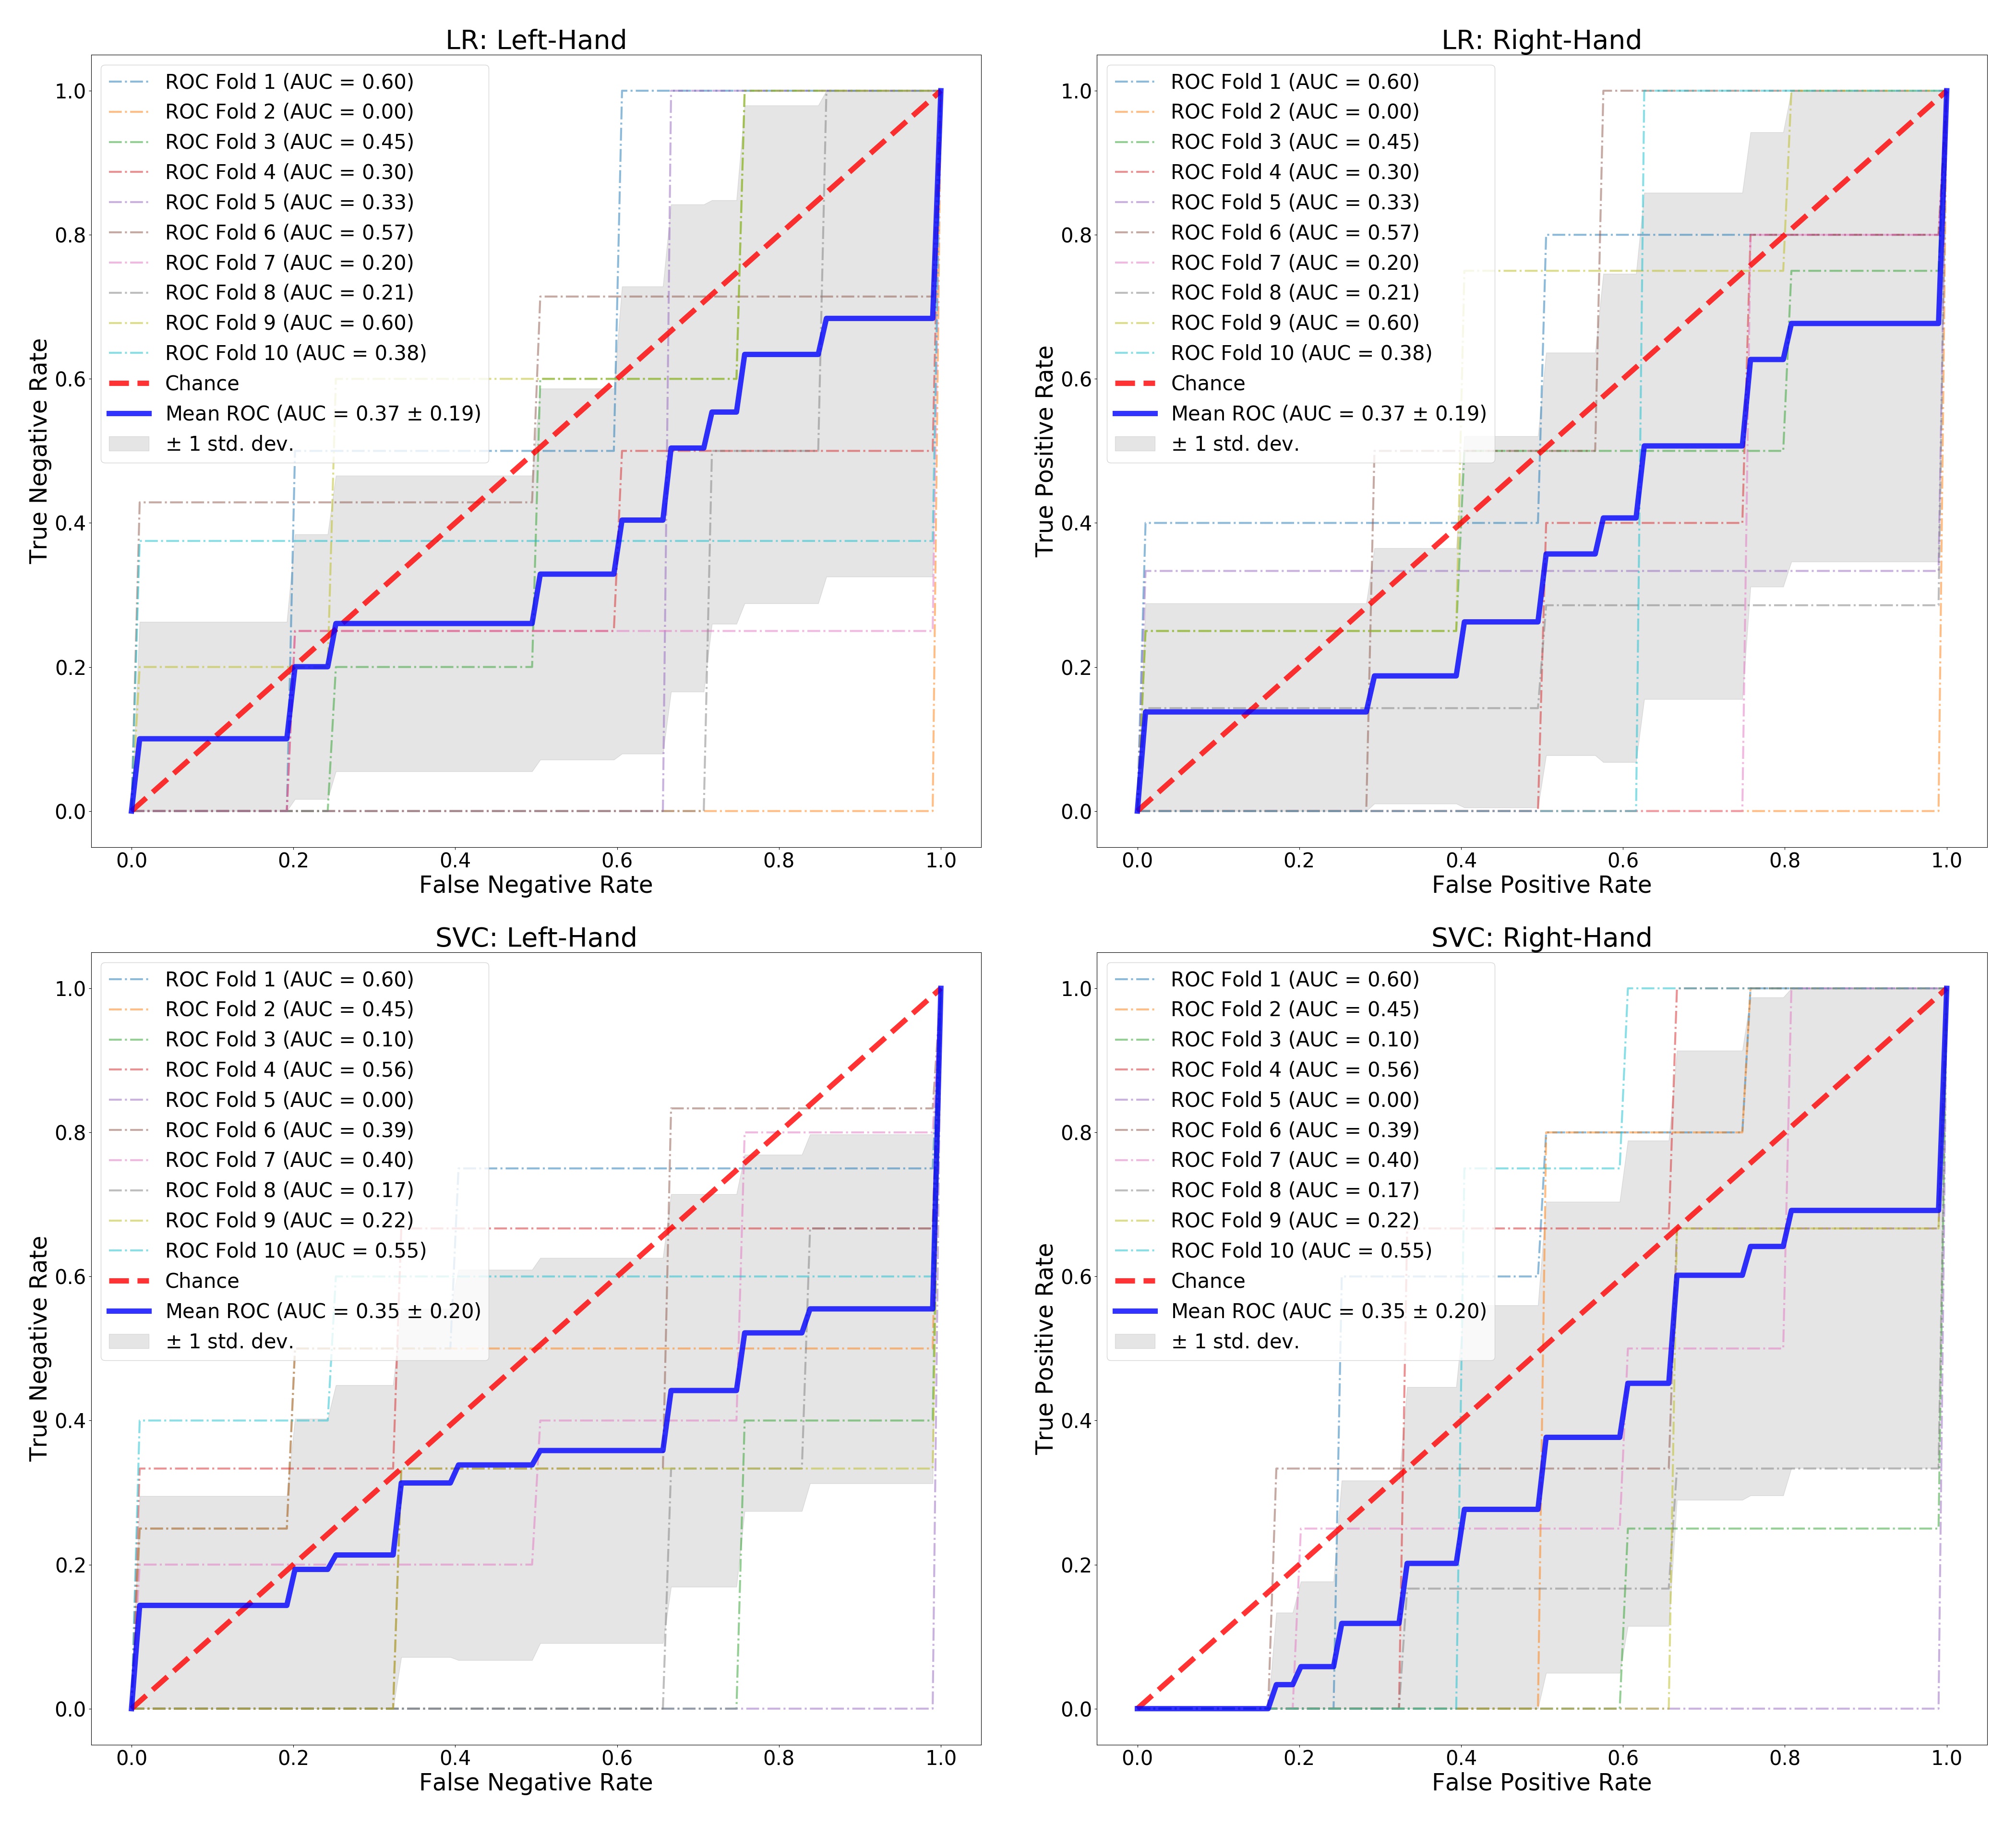 LR: Left-Hand
True Negative Rate
1.0
0.8
0.6
0.4
0.2
0.0
ROC Fold 1 (AUC = 0.60)
ROC Fold 2 (AUC = 0.00)
ROC Fold 3 (AUC = 0.45)
ROC Fold 4 (AUC = 0.30)
ROC Fold 5 (AUC = 0.33)
ROC Fold 6 (AUC = 0.57)
ROC Fold 7 (AUC = 0.20)
ROC Fold 8 (AUC = 0.21)
ROC Fold 9 (AUC = 0.60)
ROC Fold 10 (AUC = 0.38)
Chance
Mean ROC (AUC = 0.37 ± 0.19)
± 1 std. dev.
0.0 0.2 0.4 0.6 0.8 1.0
False Negative Rate
LR: Right-Hand
True Positive Rate
1.0
0.8
0.6
0.4
0.2
0.0
ROC Fold 1 (AUC = 0.60)
ROC Fold 2 (AUC = 0.00)
ROC Fold 3 (AUC = 0.45)
ROC Fold 4 (AUC = 0.30)
ROC Fold 5 (AUC = 0.33)
ROC Fold 6 (AUC = 0.57)
ROC Fold 7 (AUC = 0.20)
ROC Fold 8 (AUC = 0.21)
ROC Fold 9 (AUC = 0.60)
ROC Fold 10 (AUC = 0.38)
Chance
Mean ROC (AUC = 0.37 ± 0.19)
± 1 std. dev.
0.0 0.2 0.4 0.6 0.8 1.0
False Positive Rate
SVC: Left-Hand
True Negative Rate
1.0
0.8
0.6
0.4
0.2
0.0
ROC Fold 1 (AUC = 0.60)
ROC Fold 2 (AUC = 0.45)
ROC Fold 3 (AUC = 0.10)
ROC Fold 4 (AUC = 0.56)
ROC Fold 5 (AUC = 0.00)
ROC Fold 6 (AUC = 0.39)
ROC Fold 7 (AUC = 0.40)
ROC Fold 8 (AUC = 0.17)
ROC Fold 9 (AUC = 0.22)
ROC Fold 10 (AUC = 0.55)
Chance
Mean ROC (AUC = 0.35 ± 0.20)
± 1 std. dev.
0.0 0.2 0.4 0.6 0.8 1.0
False Negative Rate
SVC: Right-Hand
True Positive Rate
1.0
0.8
0.6
0.4
0.2
0.0
ROC Fold 1 (AUC = 0.60)
ROC Fold 2 (AUC = 0.45)
ROC Fold 3 (AUC = 0.10)
ROC Fold 4 (AUC = 0.56)
ROC Fold 5 (AUC = 0.00)
ROC Fold 6 (AUC = 0.39)
ROC Fold 7 (AUC = 0.40)
ROC Fold 8 (AUC = 0.17)
ROC Fold 9 (AUC = 0.22)
ROC Fold 10 (AUC = 0.55)
Chance
Mean ROC (AUC = 0.35 ± 0.20)
± 1 std. dev.
0.0 0.2 0.4 0.6 0.8 1.0
False Positive Rate